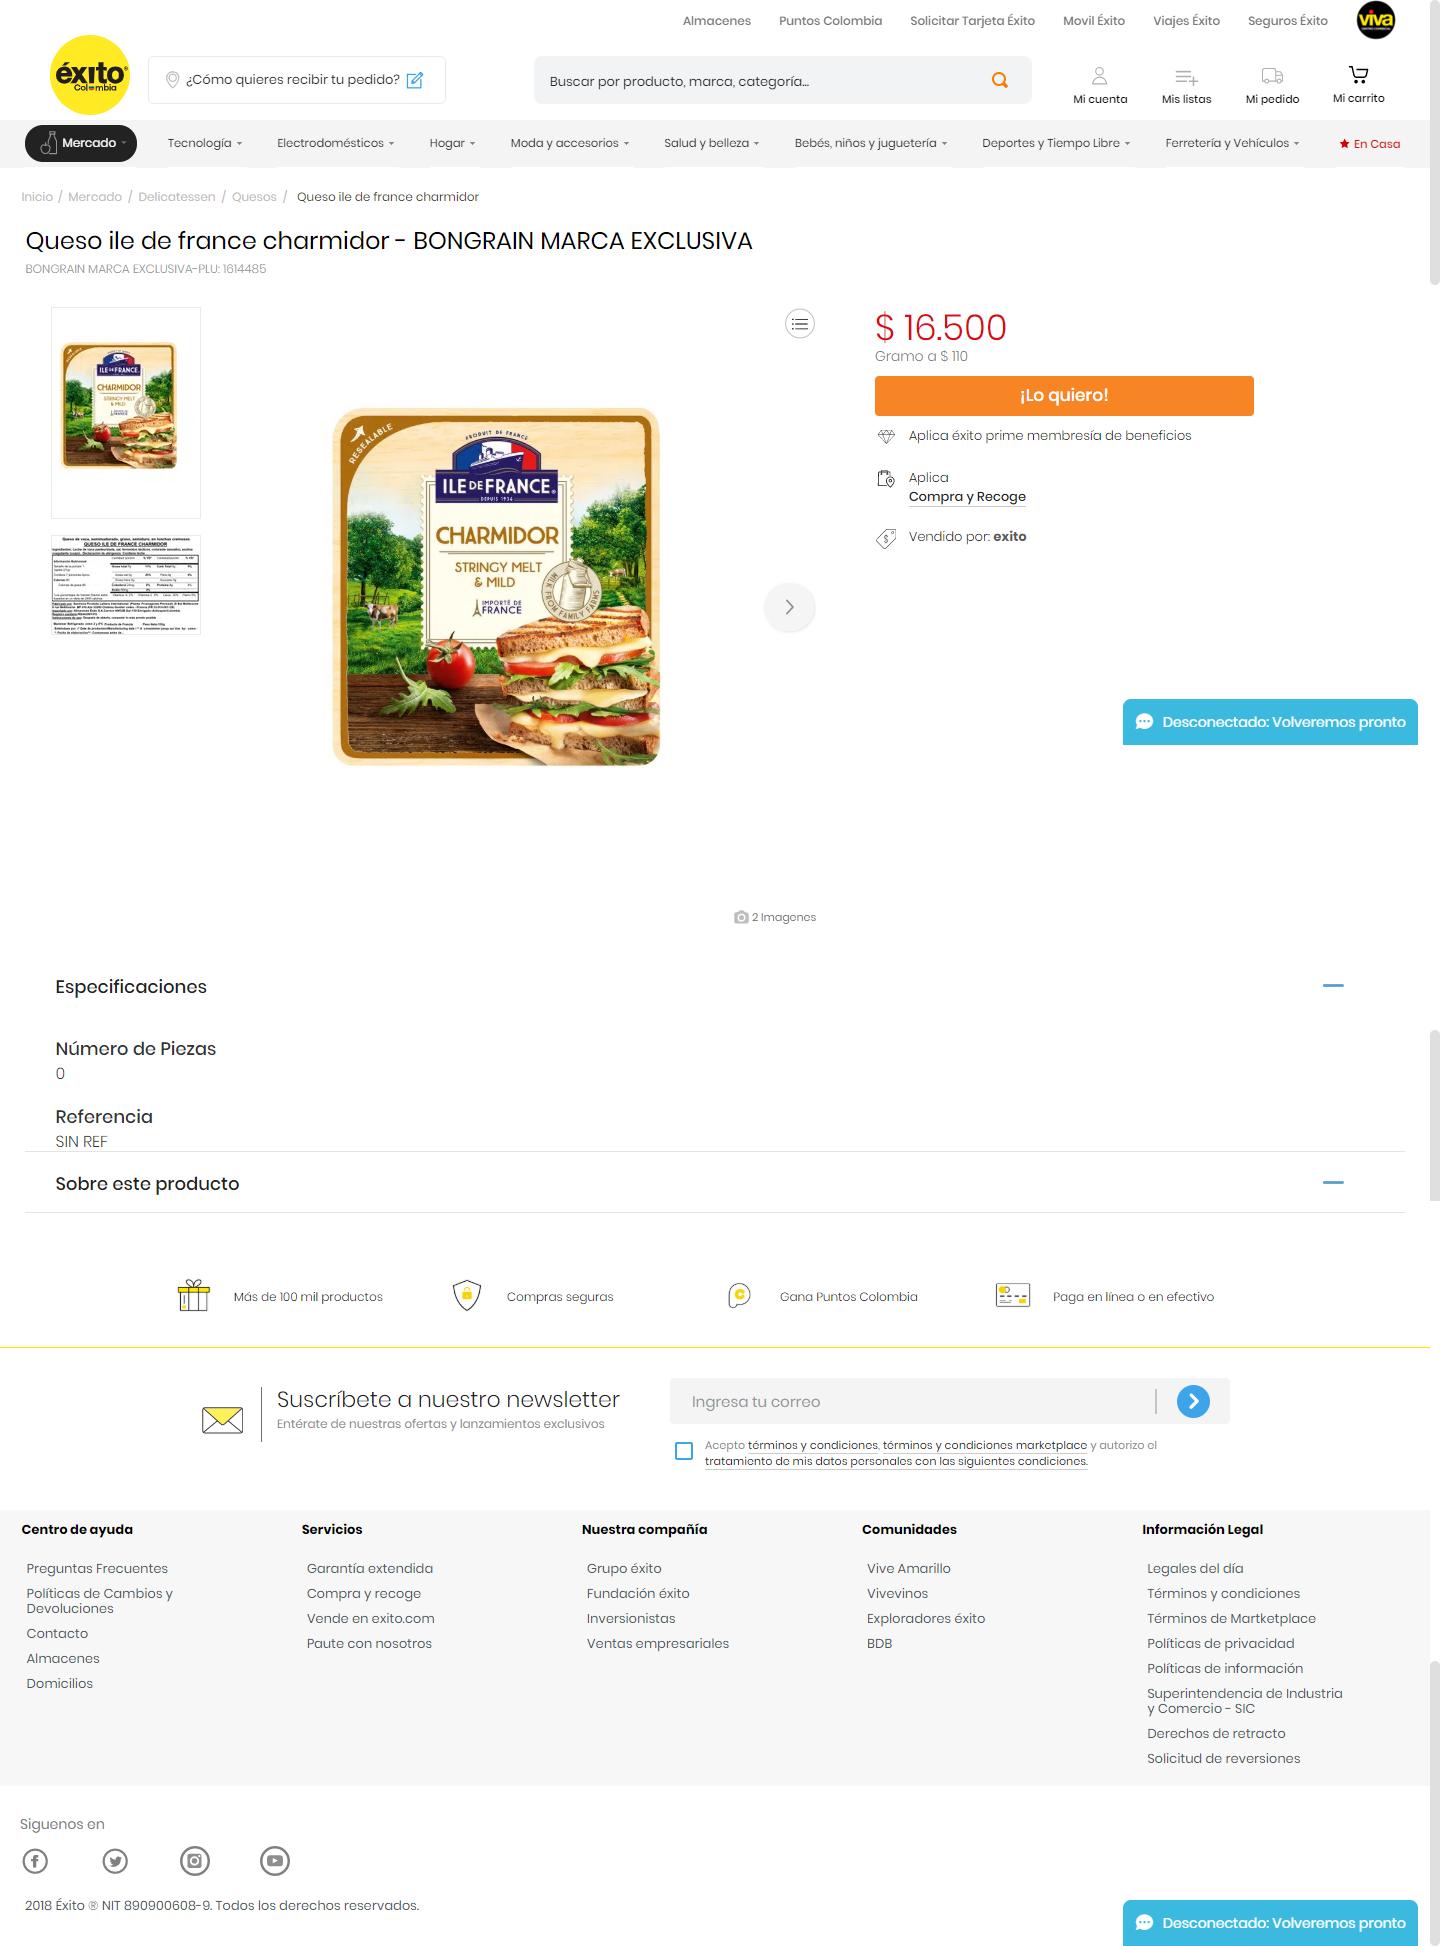 Almacenes
Puntos Colombia
Solicitar Tarjeta Éxito
Movil Éxito
Viajes Éxito
Seguros Éxito
viva
éxito
Colombia
¿Cómo quieres recibir tu pedido?
Buscar por producto, marca, categoría...
Mi cuenta
Mis listas
Mi pedido
Mi carrito
Mercado
Tecnología
Electrodomésticos
Hogar
Moda y accesorios
Salud y belleza
Bebés, niños y juguetería
Deportes y Tiempo Libre
Ferretería y Vehículos
En Casa
Inicio / Mercado / Delicatessen / Quesos / Queso ile de france charmidor
Queso ile de france charmidor - BONGRAIN MARCA EXCLUSIVA
BONGRAIN MARCA EXCLUSIVA-PLU: 1614485
ILE DE FRANCE
CHARMIDOR
STRINGY MELT
& MILD
QUESO ILE DE FRANCE CHARMIDOR
RESEALABLE
PRODUIT DE FRANCE
ILE DE FRANCE®
DEPUIS 1936
CHARMIDOR
STRINGY MELT
& MILD
IMPORTÉ DE
FRANCE
MILK FROM FAMILY FARMS
$ 16.500
Gramo a $ 110
¡Lo quiero!
Aplica éxito prime membresía de beneficios
Aplica
Compra y Recoge
Vendido por: exito
Desconectado: Volveremos pronto
2 Imagenes
Especificaciones
Número de Piezas
0
Referencia
SIN REF
Sobre este producto
Más de 100 mil productos
Compras seguras
Gana Puntos Colombia
Paga en línea o en efectivo
Suscríbete a nuestro newsletter
Entérate de nuestras ofertas y lanzamientos exclusivos
Ingresa tu correo
Acepto términos y condiciones, términos y condiciones marketplace y autorizo el
tratamiento de mis datos personales con las siguientes condiciones.
Centro de ayuda
Preguntas Frecuentes
Políticas de Cambios y
Devoluciones
Contacto
Almacenes
Domicilios
Servicios
Garantía extendida
Compra y recoge
Vende en exito.com
Paute con nosotros
Nuestra compañía
Grupo éxito
Fundación éxito
Inversionistas
Ventas empresariales
Comunidades
Vive Amarillo
Vivevinos
Exploradores éxito
BDB
Información Legal
Legales del día
Términos y condiciones
Términos de Martketplace
Políticas de privacidad
Políticas de información
Superintendencia de Industria
y Comercio - SIC
Derechos de retracto
Solicitud de reversiones
Siguenos en
2018 Éxito ® NIT 890900608-9. Todos los derechos reservados.
Desconectado: Volveremos pronto